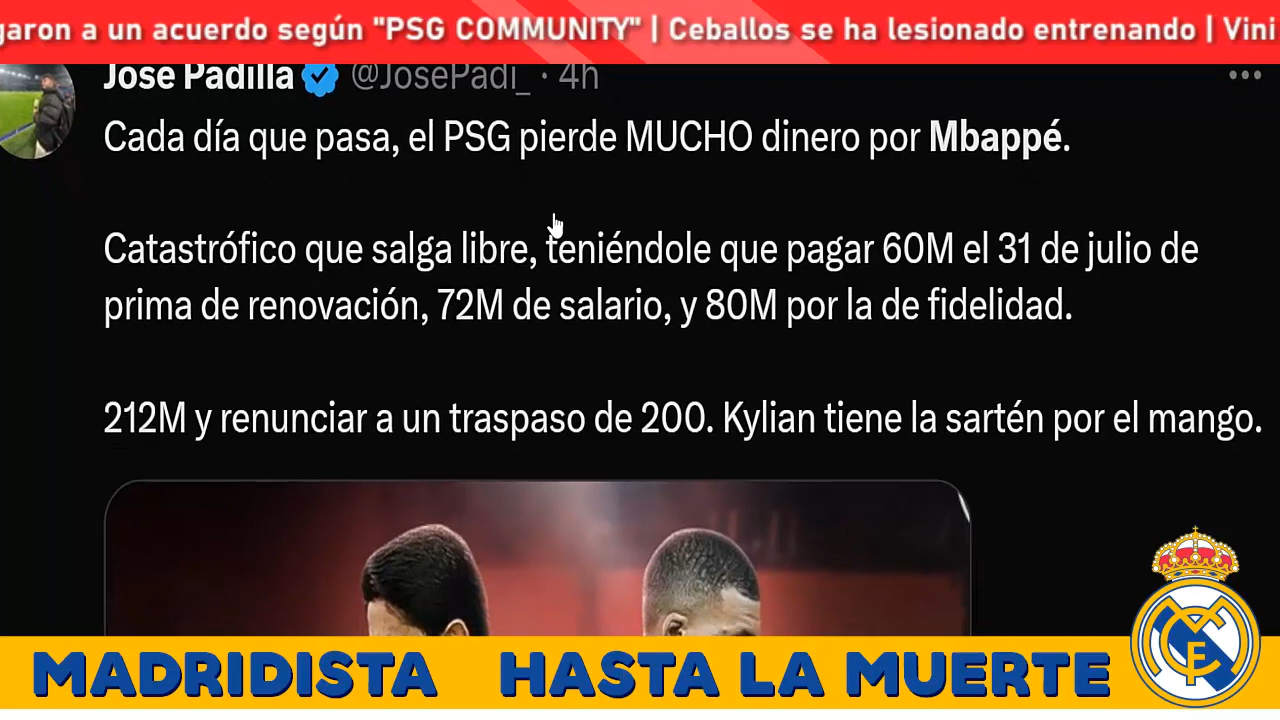 garon a un acuerdo según "PSG COMMUNITY" | Ceballos se ha lesionado entrenando | Vini
Jose Padilla @JosePadi_ · 4h
Cada día que pasa, el PSG pierde MUCHO dinero por Mbappé.
Catastrófico que salga libre, teniéndole que pagar 60M el 31 de julio de
prima de renovación, 72M de salario, y 80M por la de fidelidad.
212M y renunciar a un traspaso de 200. Kylian tiene la sartén por el mango.
MADRIDISTA HASTA LA MUERTE